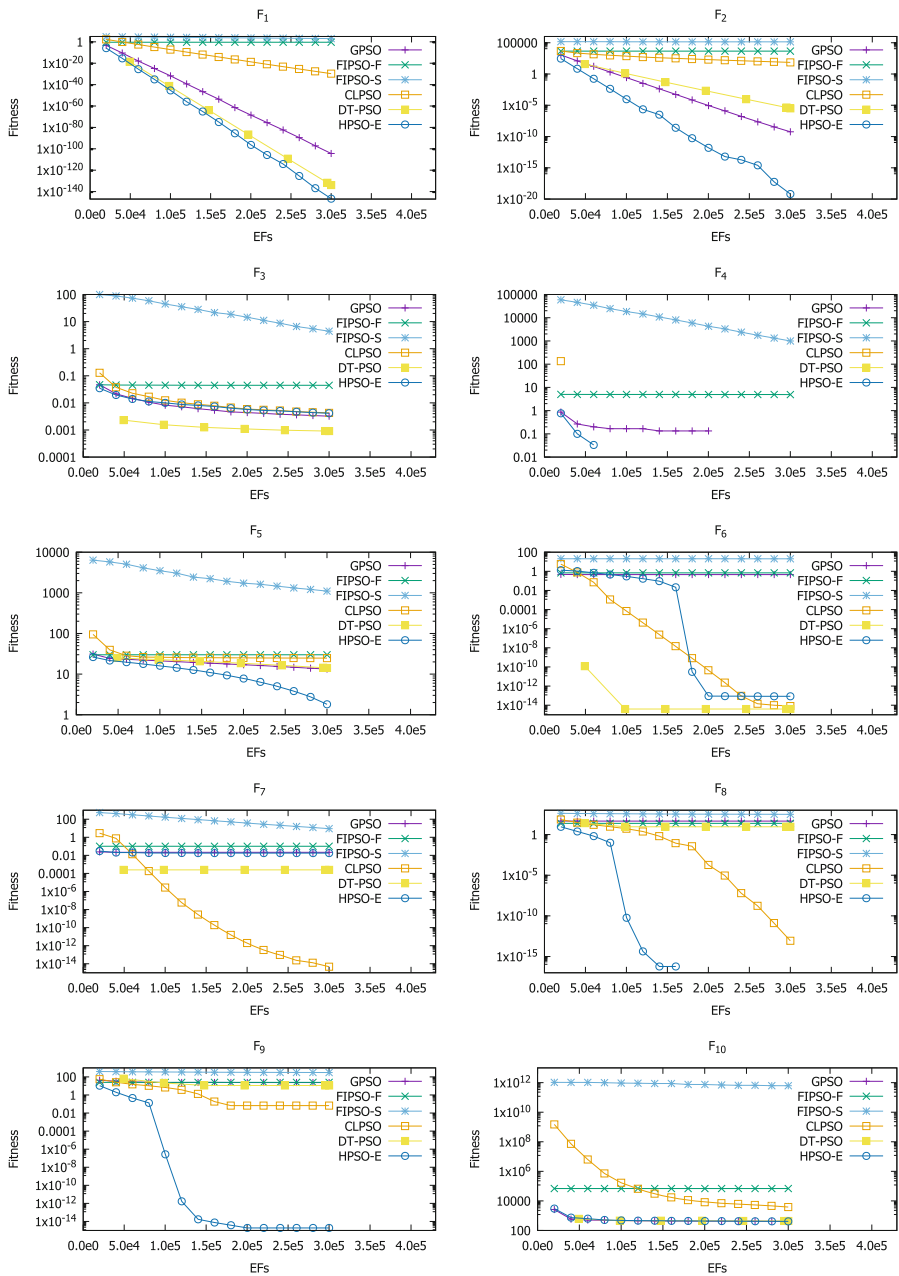 F1
Fitness
1
1x10-20
1x10-40
1x10-60
1x10-80
1x10-100
1x10-120
1x10-140
0.0e0 5.0e4 1.0e5 1.5e5 2.0e5 2.5e5 3.0e5 3.5e5 4.0e5
EFs
GPSO
FIPSO-F
FIPSO-S
CLPSO
DT-PSO
HPSO-E
F2
Fitness
100000
1
1x10-5
1x10-10
1x10-15
1x10-20
0.0e0 5.0e4 1.0e5 1.5e5 2.0e5 2.5e5 3.0e5 3.5e5 4.0e5
EFs
GPSO
FIPSO-F
FIPSO-S
CLPSO
DT-PSO
HPSO-E
F3
Fitness
100
10
1
0.1
0.01
0.001
0.0001
0.0e0 5.0e4 1.0e5 1.5e5 2.0e5 2.5e5 3.0e5 3.5e5 4.0e5
EFs
GPSO
FIPSO-F
FIPSO-S
CLPSO
DT-PSO
HPSO-E
F4
Fitness
100000
10000
1000
100
10
1
0.1
0.01
0.0e0 5.0e4 1.0e5 1.5e5 2.0e5 2.5e5 3.0e5 3.5e5 4.0e5
EFs
GPSO
FIPSO-F
FIPSO-S
CLPSO
DT-PSO
HPSO-E
F5
Fitness
10000
1000
100
10
1
0.0e0 5.0e4 1.0e5 1.5e5 2.0e5 2.5e5 3.0e5 3.5e5 4.0e5
EFs
GPSO
FIPSO-F
FIPSO-S
CLPSO
DT-PSO
HPSO-E
F6
Fitness
100
1
0.01
0.0001
1x10-6
1x10-8
1x10-10
1x10-12
1x10-14
0.0e0 5.0e4 1.0e5 1.5e5 2.0e5 2.5e5 3.0e5 3.5e5 4.0e5
EFs
GPSO
FIPSO-F
FIPSO-S
CLPSO
DT-PSO
HPSO-E
F7
Fitness
100
1
0.01
0.0001
1x10-6
1x10-8
1x10-10
1x10-12
1x10-14
0.0e0 5.0e4 1.0e5 1.5e5 2.0e5 2.5e5 3.0e5 3.5e5 4.0e5
EFs
GPSO
FIPSO-F
FIPSO-S
CLPSO
DT-PSO
HPSO-E
F8
Fitness
1
1x10-5
1x10-10
1x10-15
0.0e0 5.0e4 1.0e5 1.5e5 2.0e5 2.5e5 3.0e5 3.5e5 4.0e5
EFs
GPSO
FIPSO-F
FIPSO-S
CLPSO
DT-PSO
HPSO-E
F9
Fitness
100
1
0.01
0.0001
1x10-6
1x10-8
1x10-10
1x10-12
1x10-14
0.0e0 5.0e4 1.0e5 1.5e5 2.0e5 2.5e5 3.0e5 3.5e5 4.0e5
EFs
GPSO
FIPSO-F
FIPSO-S
CLPSO
DT-PSO
HPSO-E
F10
Fitness
1x1012
1x1010
1x108
1x106
10000
100
0.0e0 5.0e4 1.0e5 1.5e5 2.0e5 2.5e5 3.0e5 3.5e5 4.0e5
EFs
GPSO
FIPSO-F
FIPSO-S
CLPSO
DT-PSO
HPSO-E